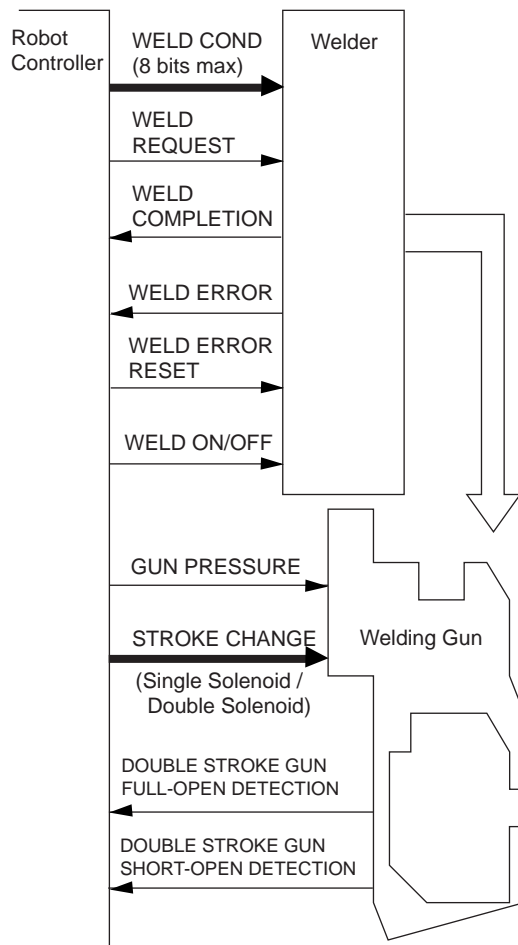 Robot
Controller
WELD COND
(8 bits max)
Welder
WELD
REQUEST
WELD
COMPLETION
WELD ERROR
WELD ERROR
RESET
WELD ON/OFF
GUN PRESSURE
STROKE CHANGE
(Single Solenoid /
Double Solenoid)
Welding Gun
DOUBLE STROKE GUN
FULL-OPEN DETECTION
DOUBLE STROKE GUN
SHORT-OPEN DETECTION